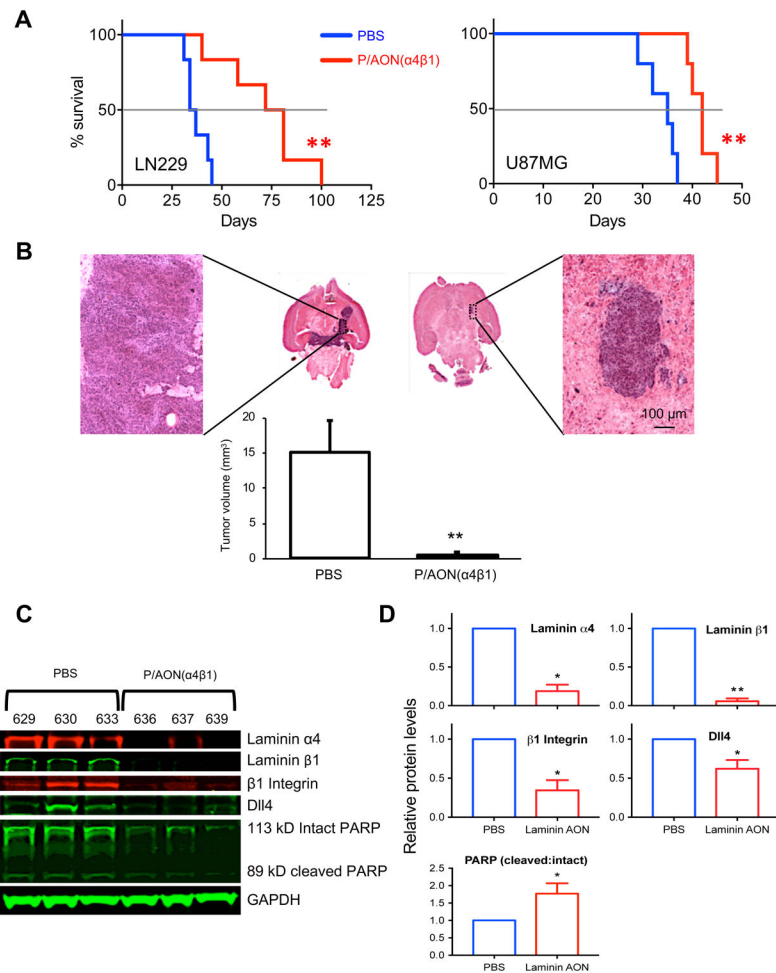 A
PBS
P/AON(α4β1)
% survival
100
50
0
LN229
**
0 25 50 75 100 125
Days
100
50
0
U87MG
**
0 10 20 30 40 50
Days
B
100 µm
Tumor volume (mm³)
20
15
10
5
0
**
PBS P/AON(α4β1)
C
PBS P/AON(α4β1)
629 630 633 636 637 639
Laminin α4
Laminin β1
β1 Integrin
Dll4
113 kD Intact PARP
89 kD cleaved PARP
GAPDH
D
Relative protein levels
Laminin α4
1.0
0.5
0.0
*
Laminin β1
1.0
0.5
0.0
**
β1 Integrin
1.0
0.5
0.0
*
PBS Laminin AON
Dll4
1.0
0.5
0.0
*
PBS Laminin AON
PARP (cleaved:intact)
2.5
2.0
1.5
1.0
0.5
0.0
*
PBS Laminin AON